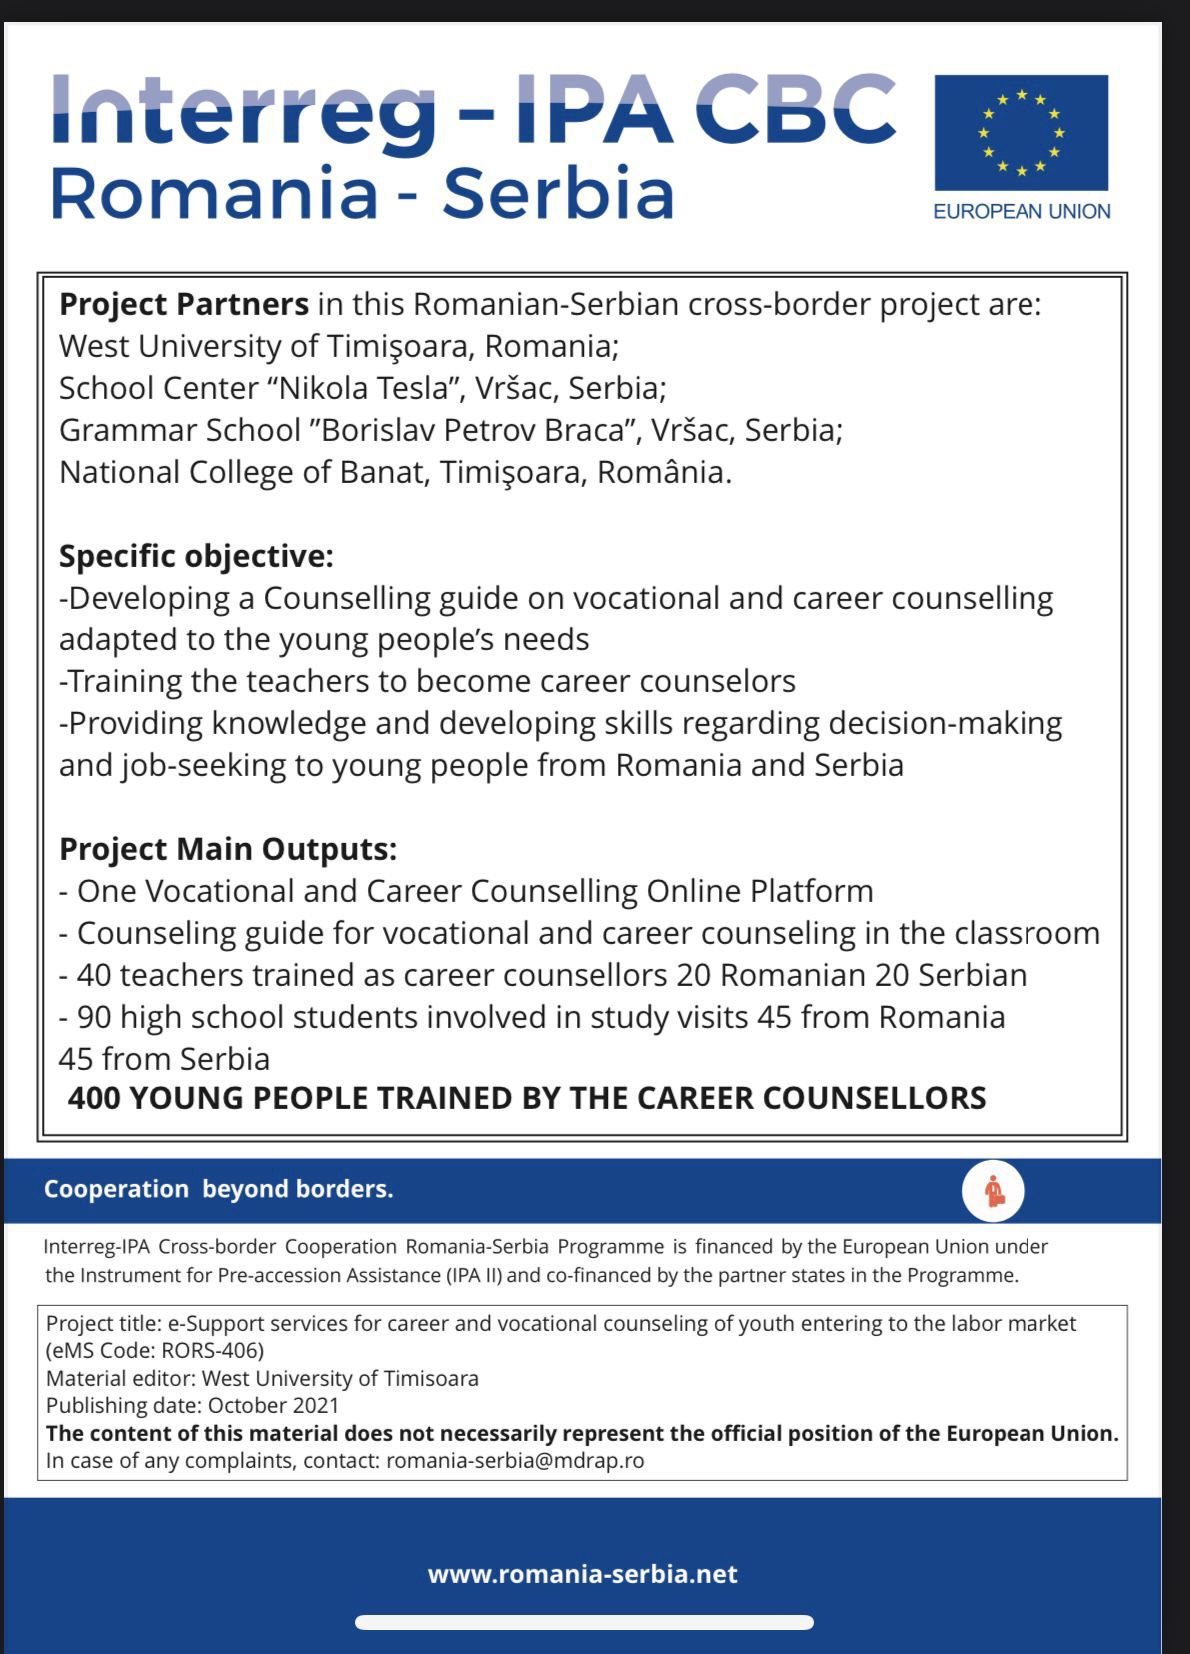 Interreg - IPA CBC
Romania - Serbia
EUROPEAN UNION
Project Partners in this Romanian-Serbian cross-border project are:
West University of Timişoara, Romania;
School Center “Nikola Tesla”, Vršac, Serbia;
Grammar School ”Borislav Petrov Braca”, Vršac, Serbia;
National College of Banat, Timişoara, România.
Specific objective:
-Developing a Counselling guide on vocational and career counselling
adapted to the young people’s needs
-Training the teachers to become career counselors
-Providing knowledge and developing skills regarding decision-making
and job-seeking to young people from Romania and Serbia
Project Main Outputs:
- One Vocational and Career Counselling Online Platform
- Counseling guide for vocational and career counseling in the classroom
- 40 teachers trained as career counsellors 20 Romanian 20 Serbian
- 90 high school students involved in study visits 45 from Romania
45 from Serbia
400 YOUNG PEOPLE TRAINED BY THE CAREER COUNSELLORS
Cooperation beyond borders.
Interreg-IPA Cross-border Cooperation Romania-Serbia Programme is financed by the European Union under
the Instrument for Pre-accession Assistance (IPA II) and co-financed by the partner states in the Programme.
Project title: e-Support services for career and vocational counseling of youth entering to the labor market
(eMS Code: RORS-406)
Material editor: West University of Timisoara
Publishing date: October 2021
The content of this material does not necessarily represent the official position of the European Union.
In case of any complaints, contact: romania-serbia@mdrap.ro
www.romania-serbia.net